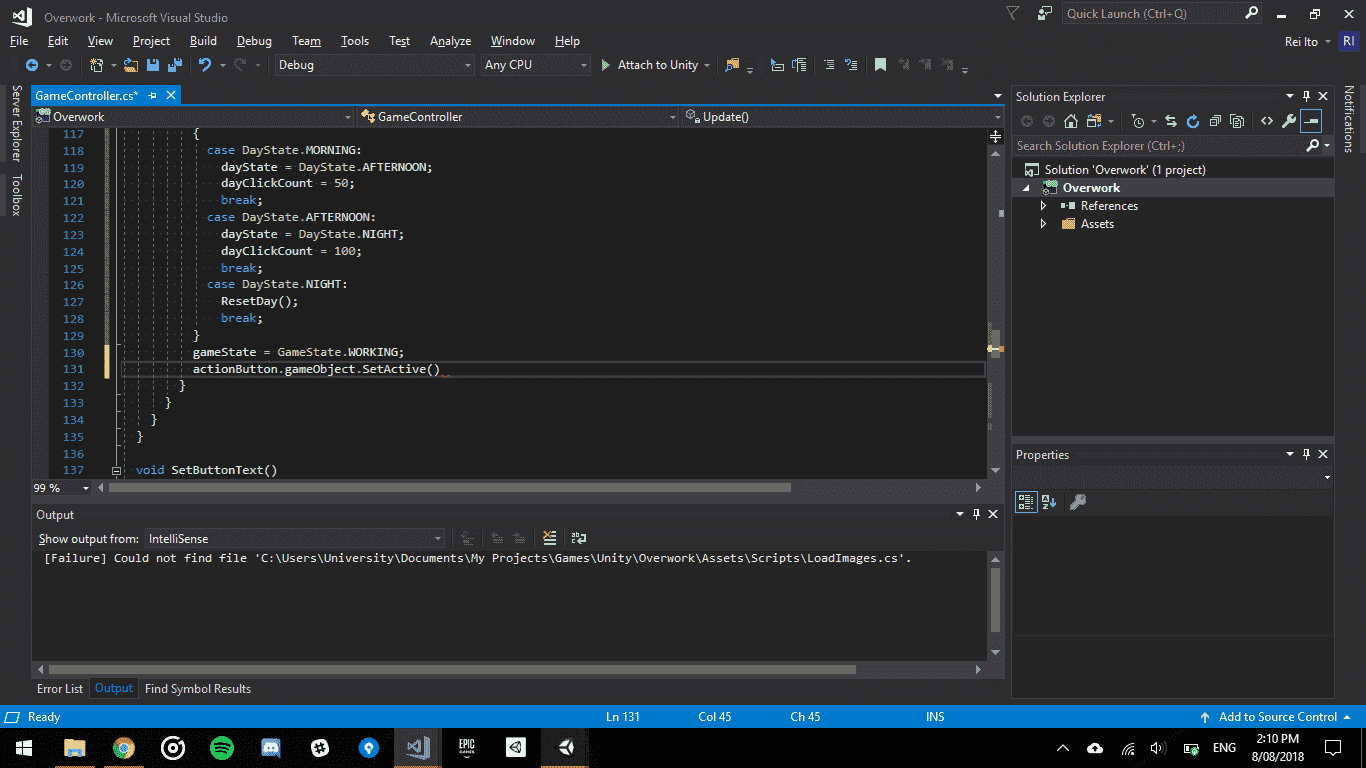 Overwork - Microsoft Visual Studio
Quick Launch (Ctrl+Q)
File Edit View Project Build Debug Team Tools Test Analyze Window Help
Rei Ito RI
Debug Any CPU Attach to Unity
Server Explorer
Toolbox
GameController.cs*
Overwork GameController Update()
117 {
118 case DayState.MORNING:
119 dayState = DayState.AFTERNOON;
120 dayClickCount = 50;
121 break;
122 case DayState.AFTERNOON:
123 dayState = DayState.NIGHT;
124 dayClickCount = 100;
125 break;
126 case DayState.NIGHT:
127 ResetDay();
128 break;
129 }
130 gameState = GameState.WORKING;
131 actionButton.gameObject.SetActive()
132 }
133 }
134 }
135 }
136
137 void SetButtonText()
99 %
Output
Show output from: IntelliSense
[Failure] Could not find file 'C:\Users\University\Documents\My Projects\Games\Unity\Overwork\Assets\Scripts\LoadImages.cs'.
Error List Output Find Symbol Results
Solution Explorer
Search Solution Explorer (Ctrl+;)
Solution 'Overwork' (1 project)
Overwork
References
Assets
Properties
Notifications
Ready Ln 131 Col 45 Ch 45 INS Add to Source Control
EPIC GAMES
ENG
2:10 PM
8/08/2018